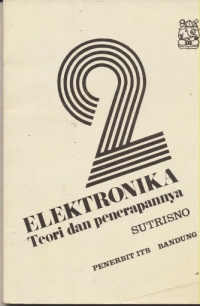 2
ELEKTRONIKA
Teori dan penerapannya
SUTRISNO
PENERBIT ITB BANDUNG